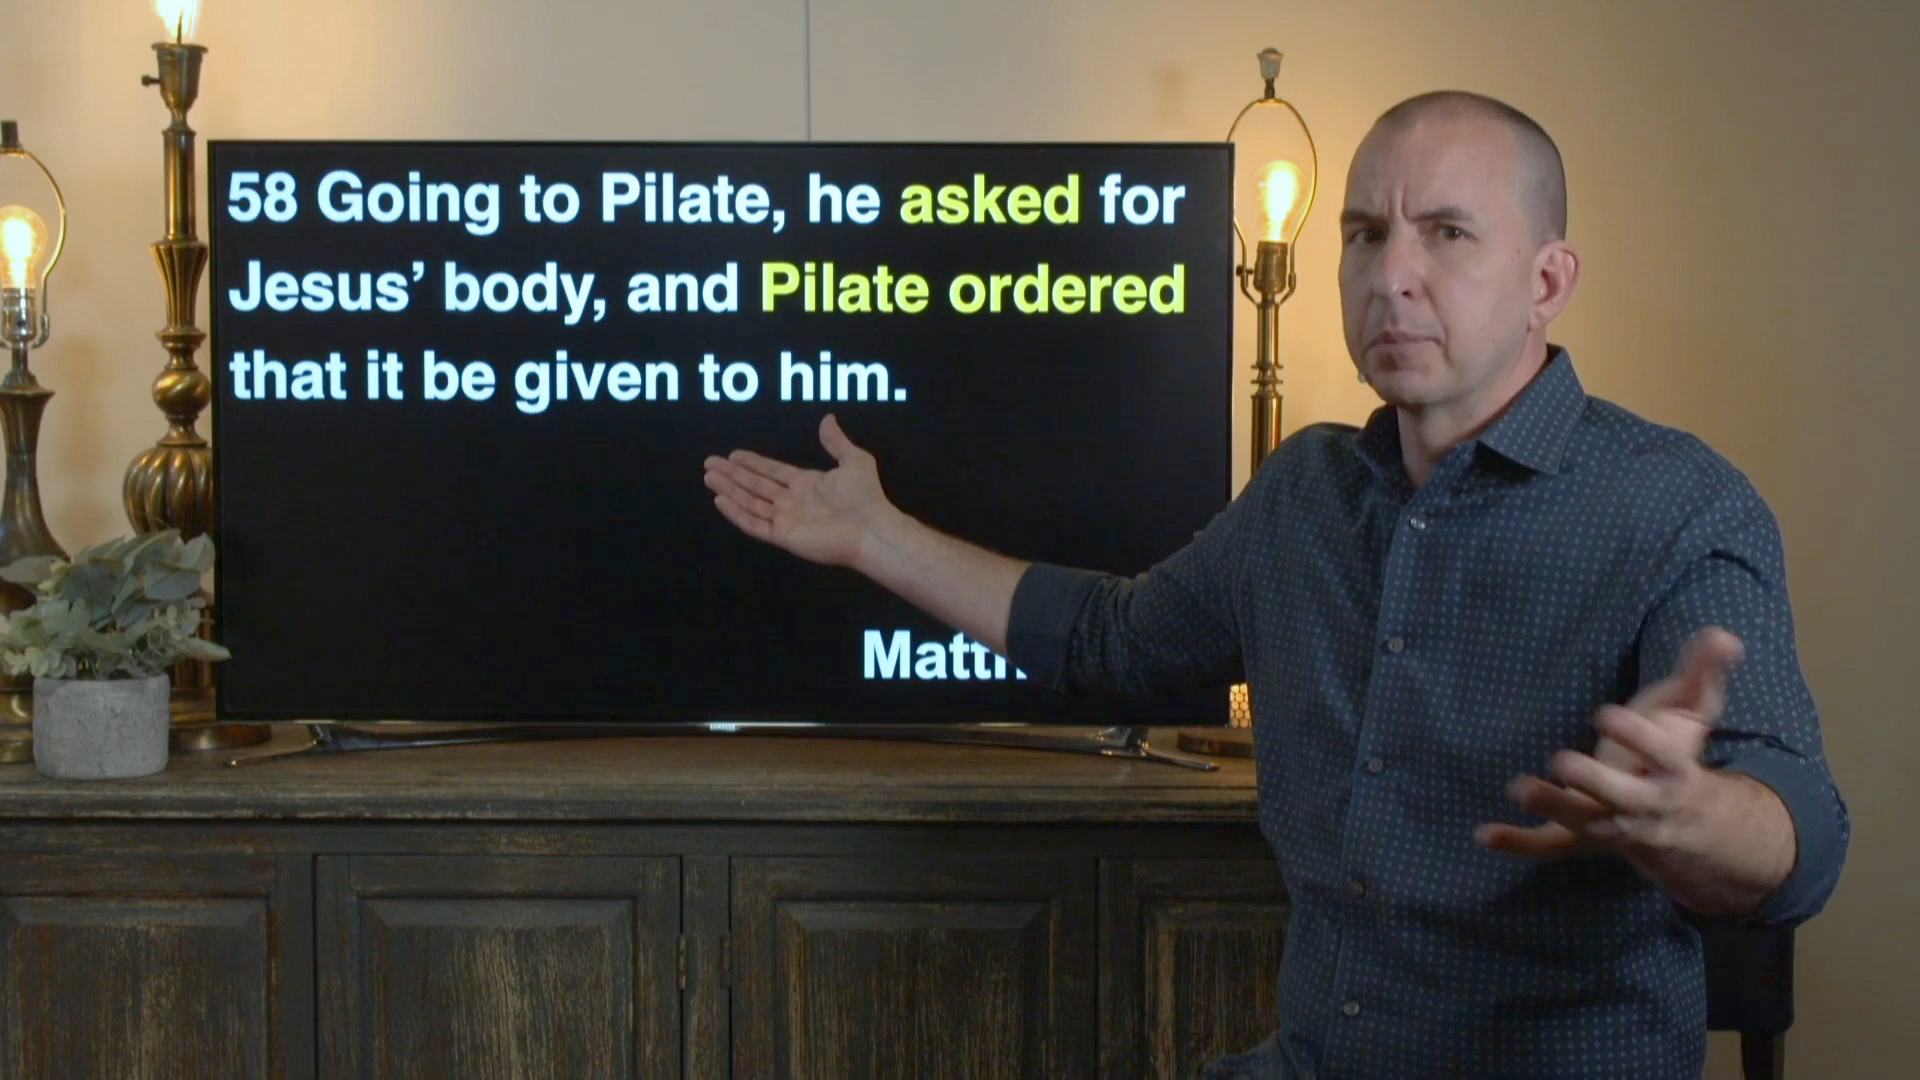 58 Going to Pilate, he asked for
Jesus’ body, and Pilate ordered
that it be given to him.